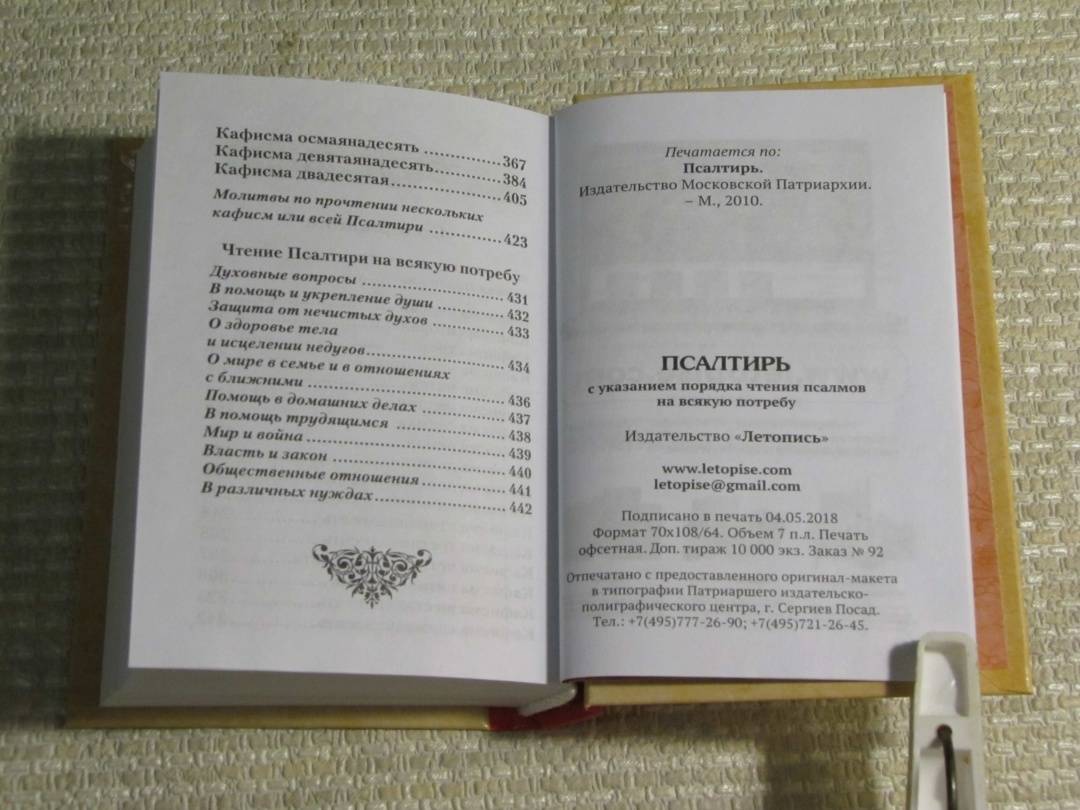 Кафисма осмаянадесять ...............367
Кафисма девятаянадесять..............384
Кафисма двадесятая...................405
Молитвы по прочтении нескольких
кафисм или всей Псалтири ............423
Чтение Псалтири на всякую потребу
Духовные вопросы .....................431
В помощь и укрепление души ..........432
Защита от нечистых духов ............433
О здоровье тела
и исцелении недугов..................434
О мире в семье и в отношениях
с ближними ..........................436
Помощь в домашних делах .............437
В помощь трудящимся .................438
Мир и война..........................439
Власть и закон.......................440
Общественные отношения...............441
В различных нуждах...................442
Печатается по:
Псалтирь.
Издательство Московской Патриархии.
– М., 2010.
ПСАЛТИРЬ
с указанием порядка чтения псалмов
на всякую потребу
Издательство «Летопись»
www.letopise.com
letopise@gmail.com
Подписано в печать 04.05.2018
Формат 70х108/64. Объем 7 п.л. Печать
офсетная. Доп. тираж 10 000 экз. Заказ № 92
Отпечатано с предоставленного оригинал-макета
в типографии Патриаршего издательско-
полиграфического центра, г. Сергиев Посад.
Тел.: +7(495)777-26-90; +7(495)721-26-45.